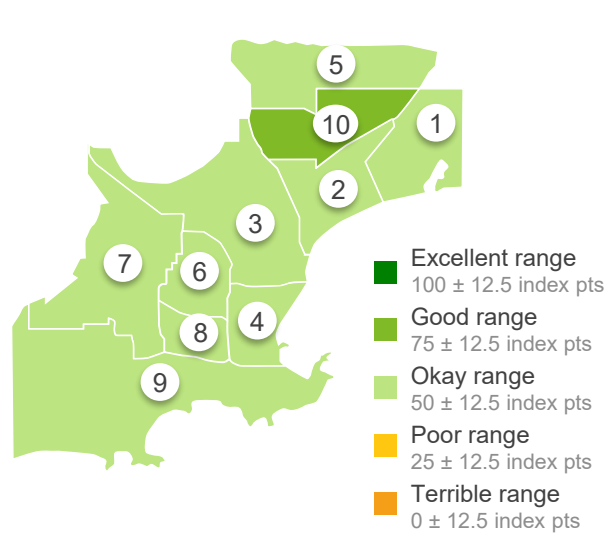 5
10
1
2
3
7
6
4
8
9
Excellent range
100 ± 12.5 index pts
Good range
75 ± 12.5 index pts
Okay range
50 ± 12.5 index pts
Poor range
25 ± 12.5 index pts
Terrible range
0 ± 12.5 index pts